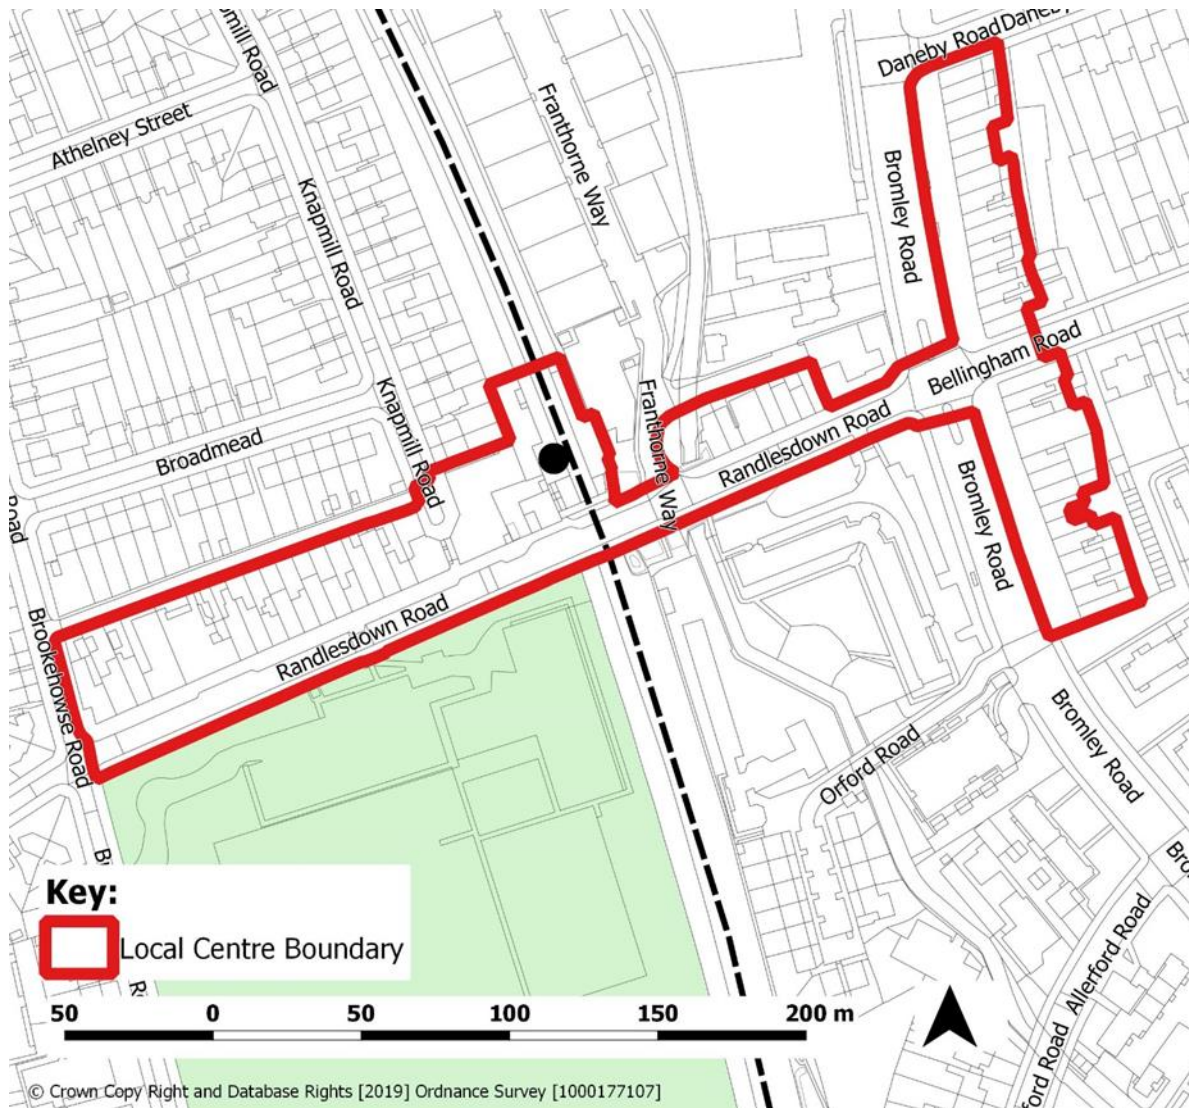 Daneby Road
Daneby
Athelney Street
Franthorne Way
Knapmill Road
Bromley Road
Bellingham Road
Knapmill Road
Franthorne Way
Broadmead
Randlesdown Road
Road
Bromley Road
Brookehowse Road
Randlesdown Road
Bromley Road
Orford Road
Allerford Road
Key:
Local Centre Boundary
50 0 50 100 150 200 m
© Crown Copy Right and Database Rights [2019] Ordnance Survey [1000177107]